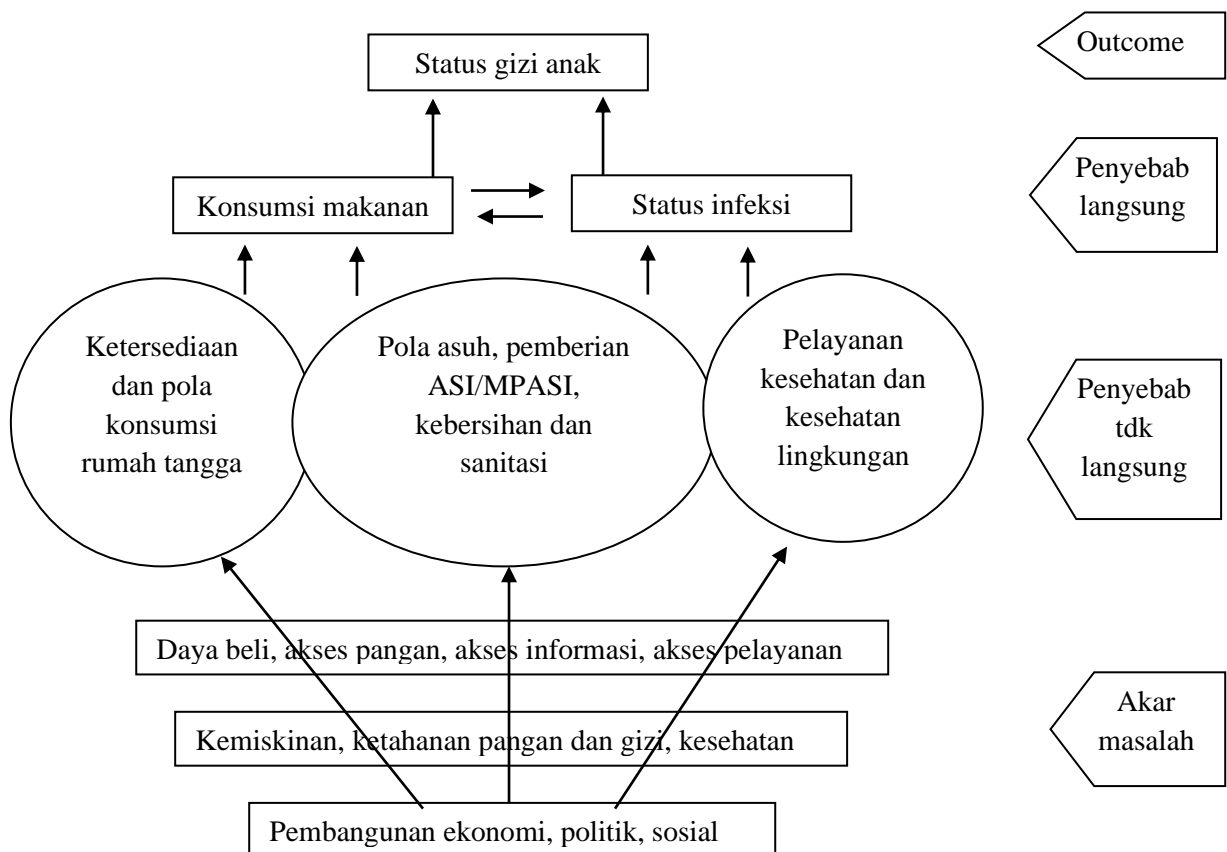 Outcome
Status gizi anak
Penyebab
langsung
Konsumsi makanan
Status infeksi
Ketersediaan
dan pola
konsumsi
rumah tangga
Pola asuh, pemberian
ASI/MPASI,
kebersihan dan
sanitasi
Pelayanan
kesehatan dan
kesehatan
lingkungan
Penyebab
tdk
langsung
Daya beli, akses pangan, akses informasi, akses pelayanan
Kemiskinan, ketahanan pangan dan gizi, kesehatan
Akar
masalah
Pembangunan ekonomi, politik, sosial